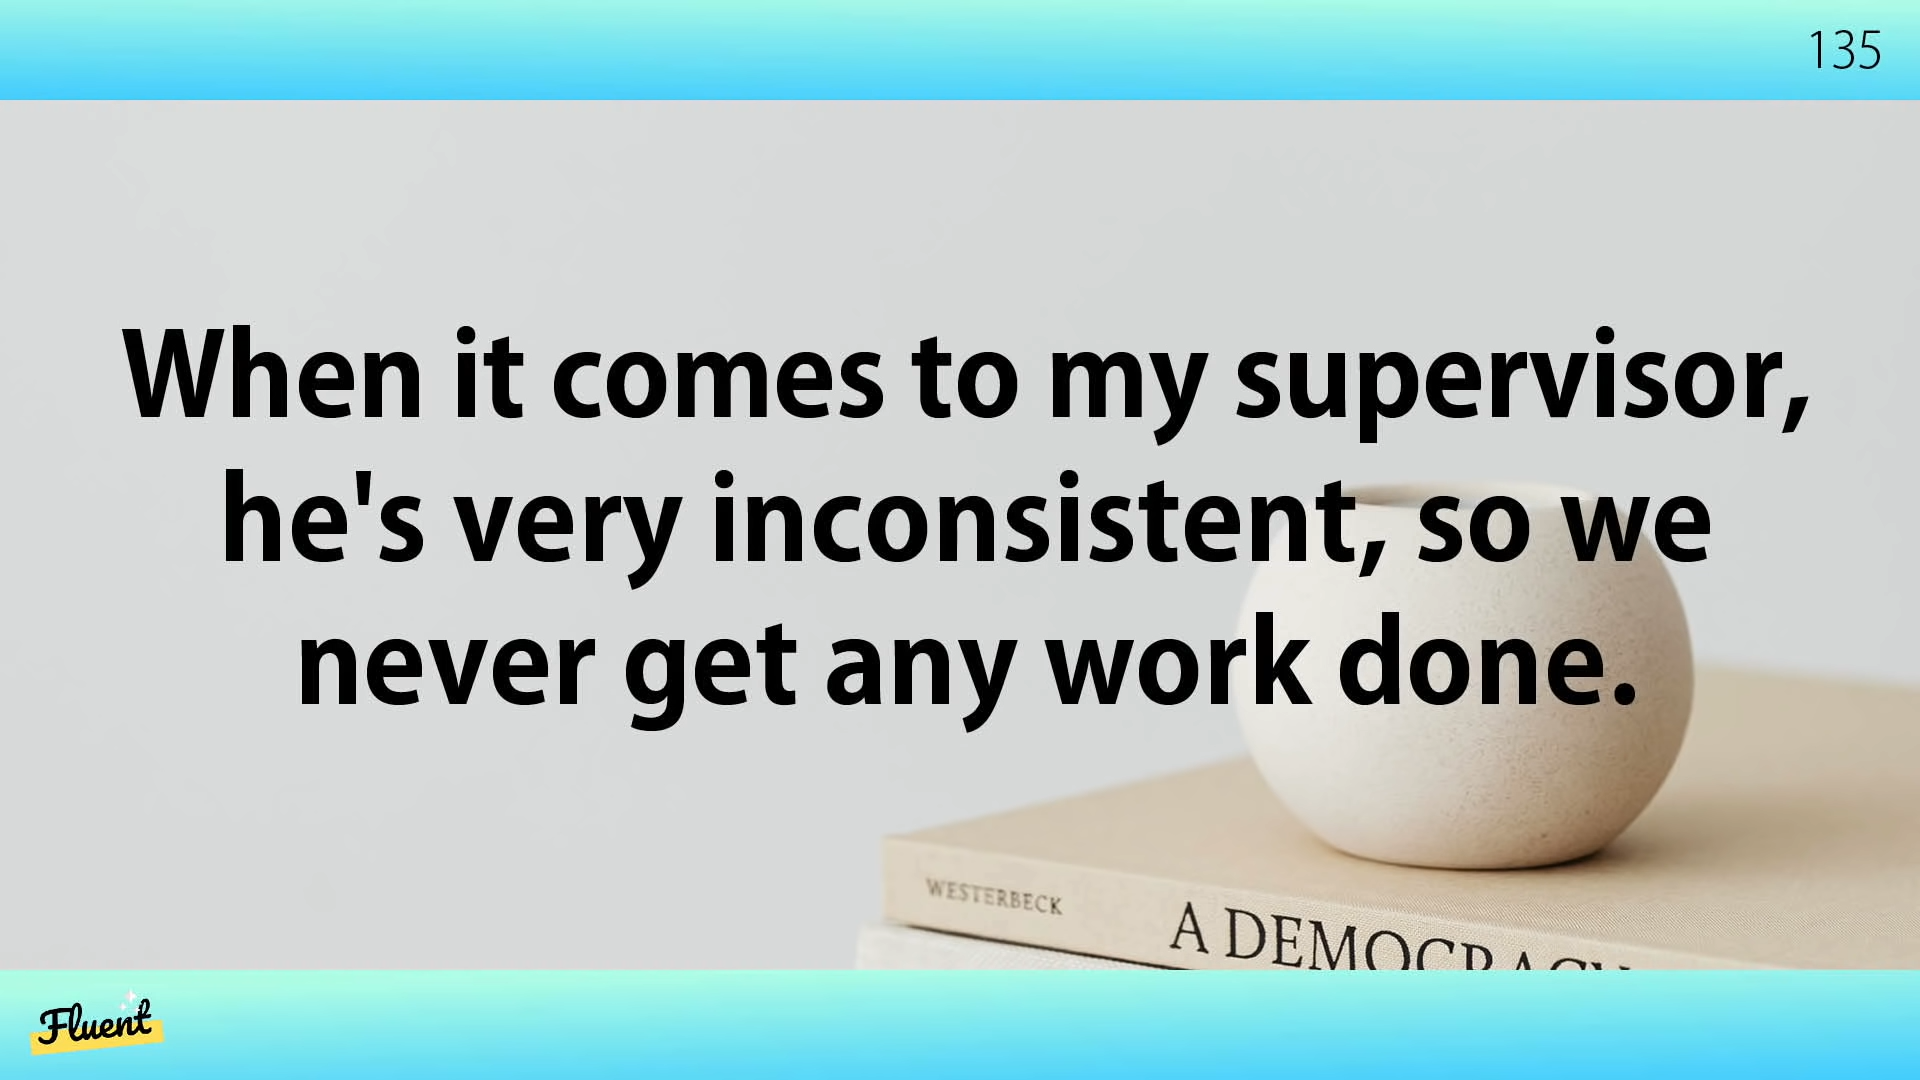 135
When it comes to my supervisor,
he's very inconsistent, so we
never get any work done.
WESTERBECK
A DEMOCRACY
Fluent